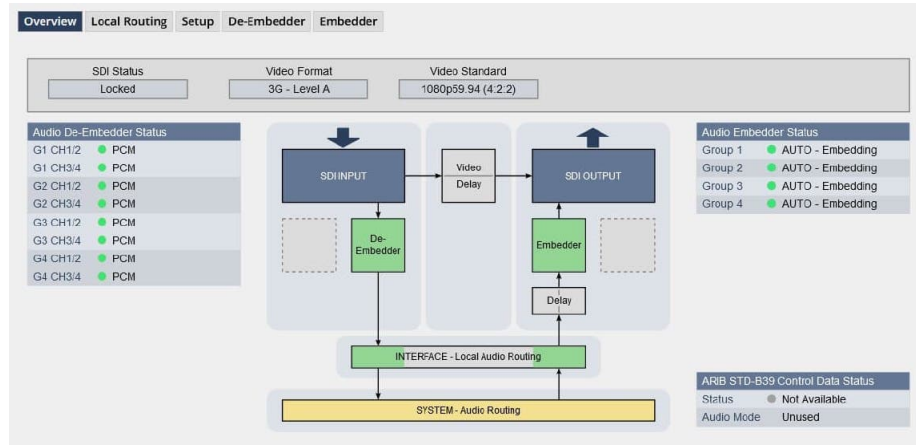 Overview Local Routing Setup De-Embedder Embedder
SDI Status Video Format Video Standard
Locked 3G - Level A 1080p59.94 (4:2:2)
Audio De-Embedder Status
G1 CH1/2 PCM
G1 CH3/4 PCM
G2 CH1/2 PCM
G2 CH3/4 PCM
G3 CH1/2 PCM
G3 CH3/4 PCM
G4 CH1/2 PCM
G4 CH3/4 PCM
SDI INPUT
Video
Delay
SDI OUTPUT
De-
Embedder
Embedder
Delay
INTERFACE - Local Audio Routing
SYSTEM - Audio Routing
Audio Embedder Status
Group 1 AUTO - Embedding
Group 2 AUTO - Embedding
Group 3 AUTO - Embedding
Group 4 AUTO - Embedding
ARIB STD-B39 Control Data Status
Status Not Available
Audio Mode Unused